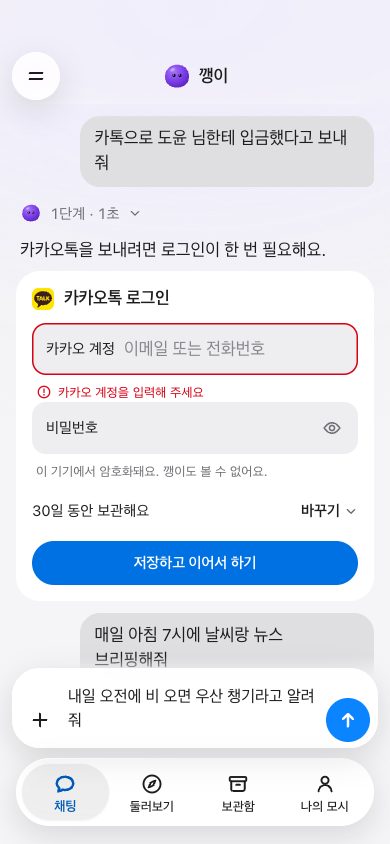 깽이
카톡으로 도윤 님한테 입금했다고 보내
줘
1단계 · 1초
카카오톡을 보내려면 로그인이 한 번 필요해요.
TALK
카카오톡 로그인
카카오 계정 이메일 또는 전화번호
카카오 계정을 입력해 주세요
비밀번호
이 기기에서 암호화돼요. 깽이도 볼 수 없어요.
30일 동안 보관해요 바꾸기
저장하고 이어서 하기
매일 아침 7시에 날씨랑 뉴스
브리핑해줘
내일 오전에 비 오면 우산 챙기라고 알려
줘
채팅 둘러보기 보관함 나의 모시